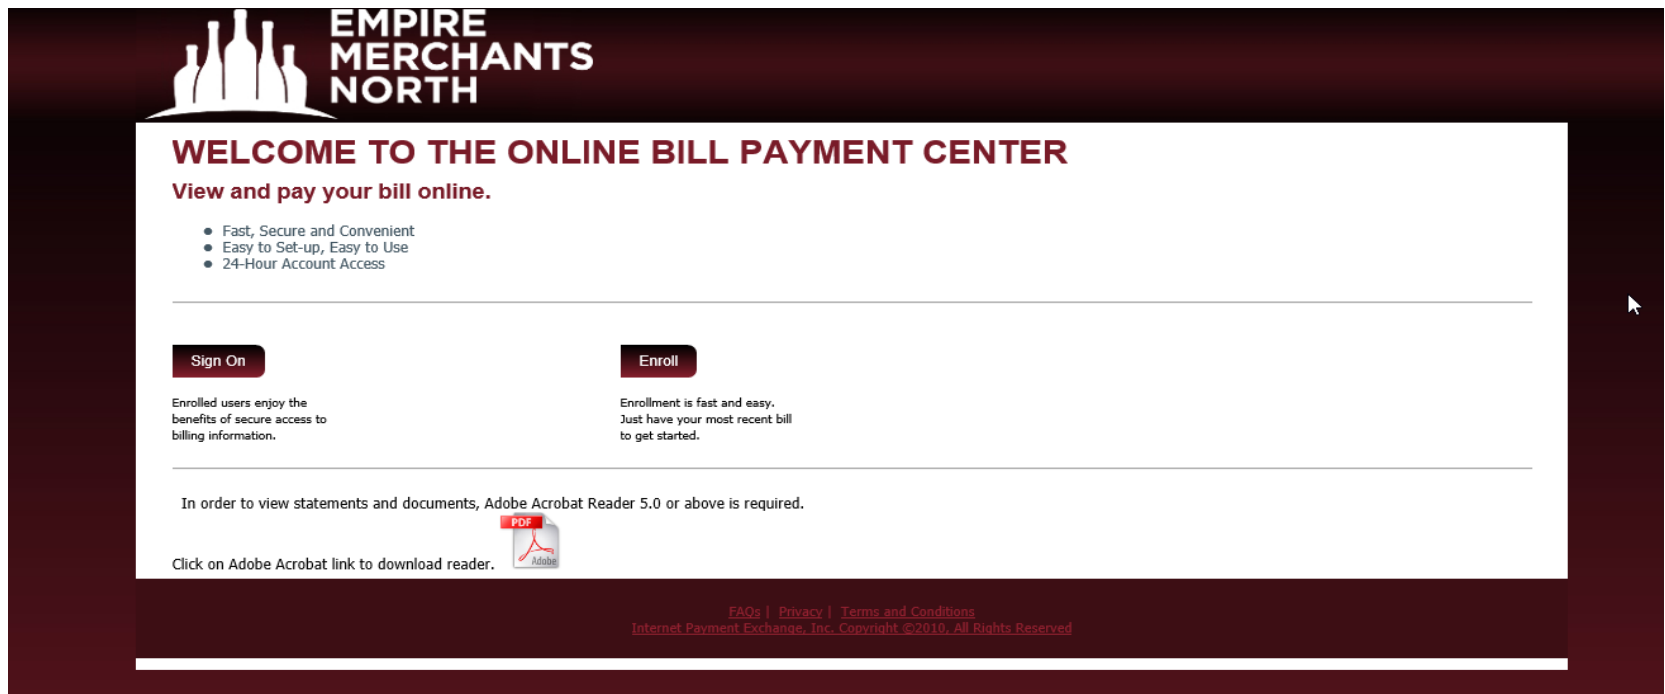 EMPIRE
MERCHANTS
NORTH
WELCOME TO THE ONLINE BILL PAYMENT CENTER
View and pay your bill online.
Fast, Secure and Convenient
Easy to Set-up, Easy to Use
24-Hour Account Access
Sign On
Enrolled users enjoy the
benefits of secure access to
billing information.
Enroll
Enrollment is fast and easy.
Just have your most recent bill
to get started.
In order to view statements and documents, Adobe Acrobat Reader 5.0 or above is required.
Click on Adobe Acrobat link to download reader.
PDF
Adobe
FAQs | Privacy | Terms and Conditions
Internet Payment Exchange, Inc. Copyright ©2010, All Rights Reserved